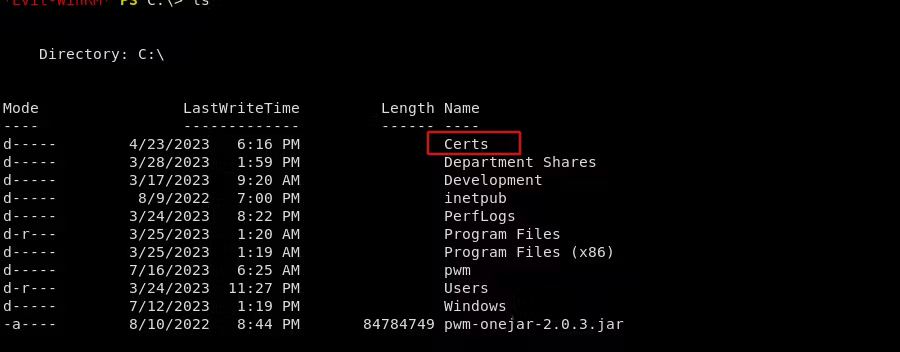 *Evil-WinRM* PS C:\> ls
Directory: C:\
Mode LastWriteTime Length Name
---- ------------- ------ ----
d----- 4/23/2023 6:16 PM Certs
d----- 3/28/2023 1:59 PM Department Shares
d----- 3/17/2023 9:20 AM Development
d----- 8/9/2022 7:00 PM inetpub
d----- 3/24/2023 8:22 PM PerfLogs
d-r--- 3/25/2023 1:20 AM Program Files
d----- 3/25/2023 1:19 AM Program Files (x86)
d----- 7/16/2023 6:25 AM pwm
d-r--- 3/24/2023 11:27 PM Users
d----- 7/12/2023 1:19 PM Windows
-a---- 8/10/2022 8:44 PM 84784749 pwm-onejar-2.0.3.jar